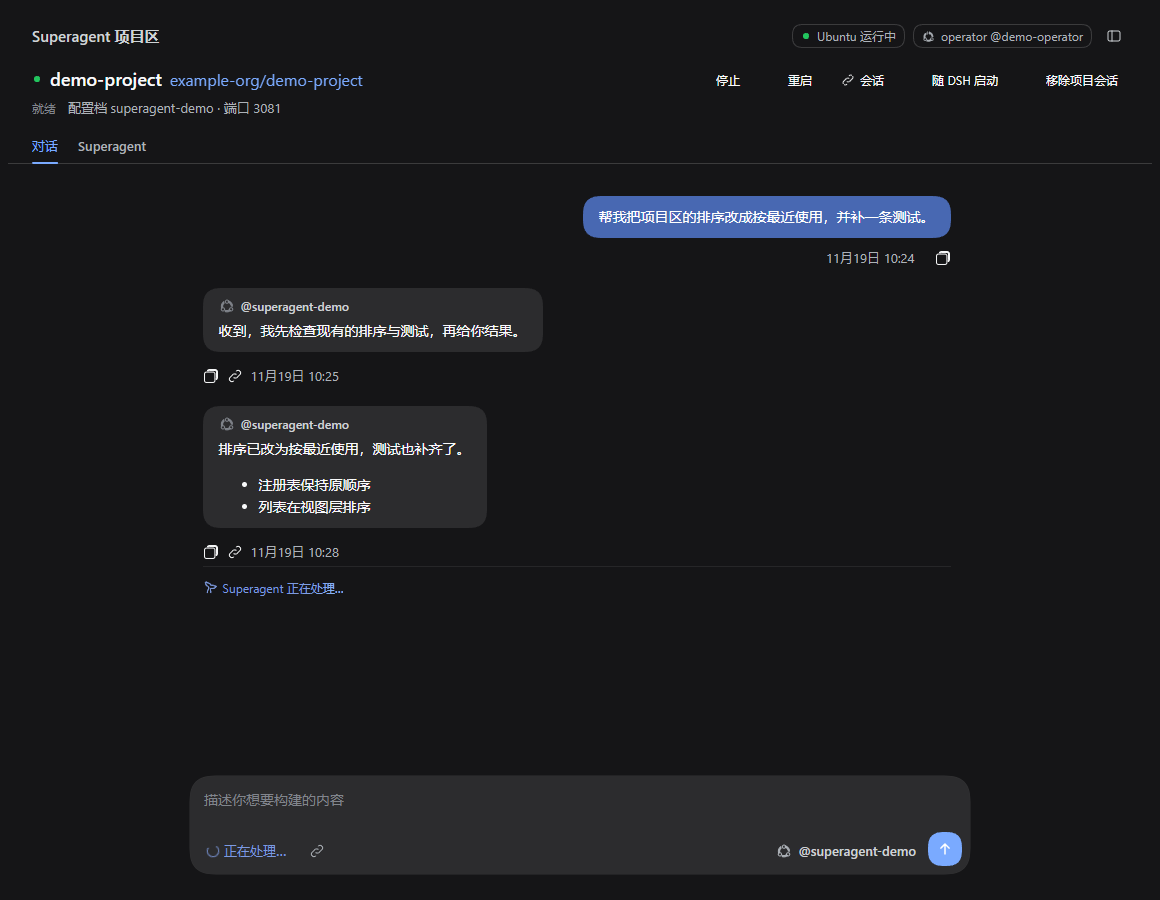 Superagent 项目区
Ubuntu 运行中
operator @demo-operator
demo-project example-org/demo-project
停止
重启
会话
随 DSH 启动
移除项目会话
就绪 配置档 superagent-demo · 端口 3081
对话
Superagent
帮我把项目区的排序改成按最近使用，并补一条测试。
11月19日 10:24
@superagent-demo
收到，我先检查现有的排序与测试，再给你结果。
11月19日 10:25
@superagent-demo
排序已改为按最近使用，测试也补齐了。
• 注册表保持原顺序
• 列表在视图层排序
11月19日 10:28
Superagent 正在处理...
描述你想要构建的内容
正在处理...
@superagent-demo